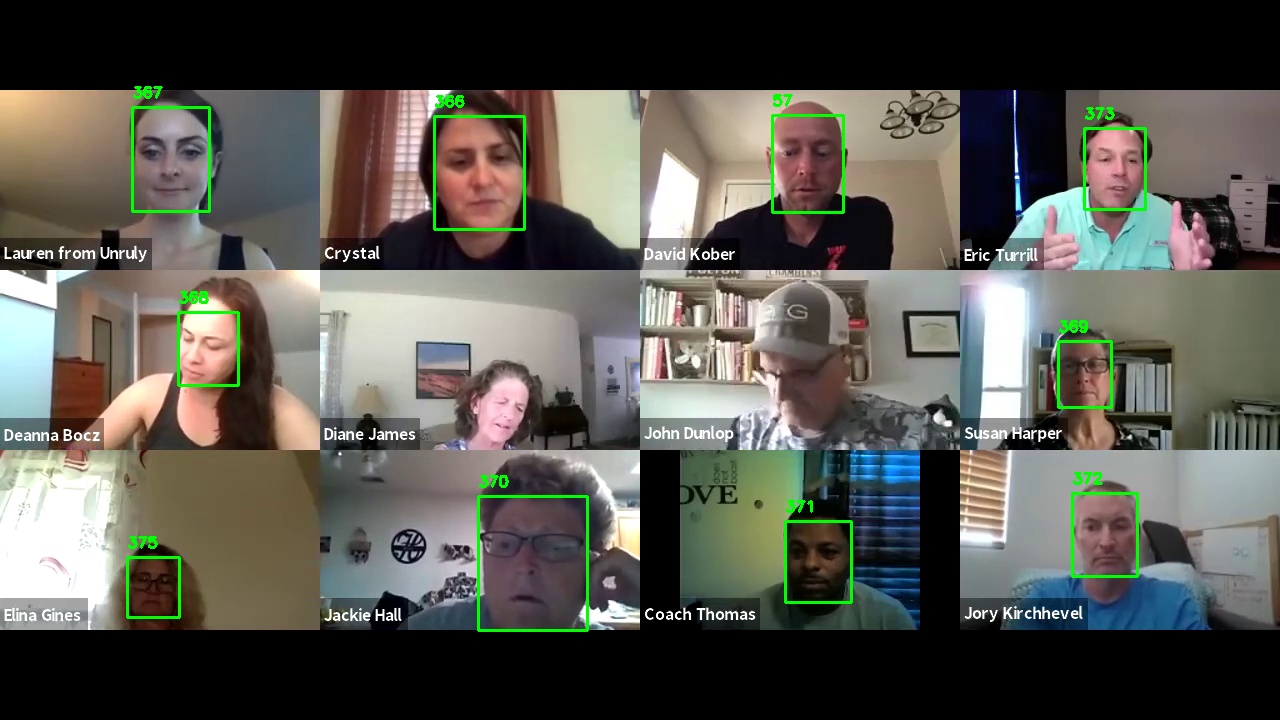 367
366
57
373
Lauren from Unruly
Crystal
David Kober
Eric Turrill
368
369
Deanna Bocz
Diane James
John Dunlop
Susan Harper
375
370
371
372
OVE
Elina Gines
Jackie Hall
Coach Thomas
Jory Kirchhevel